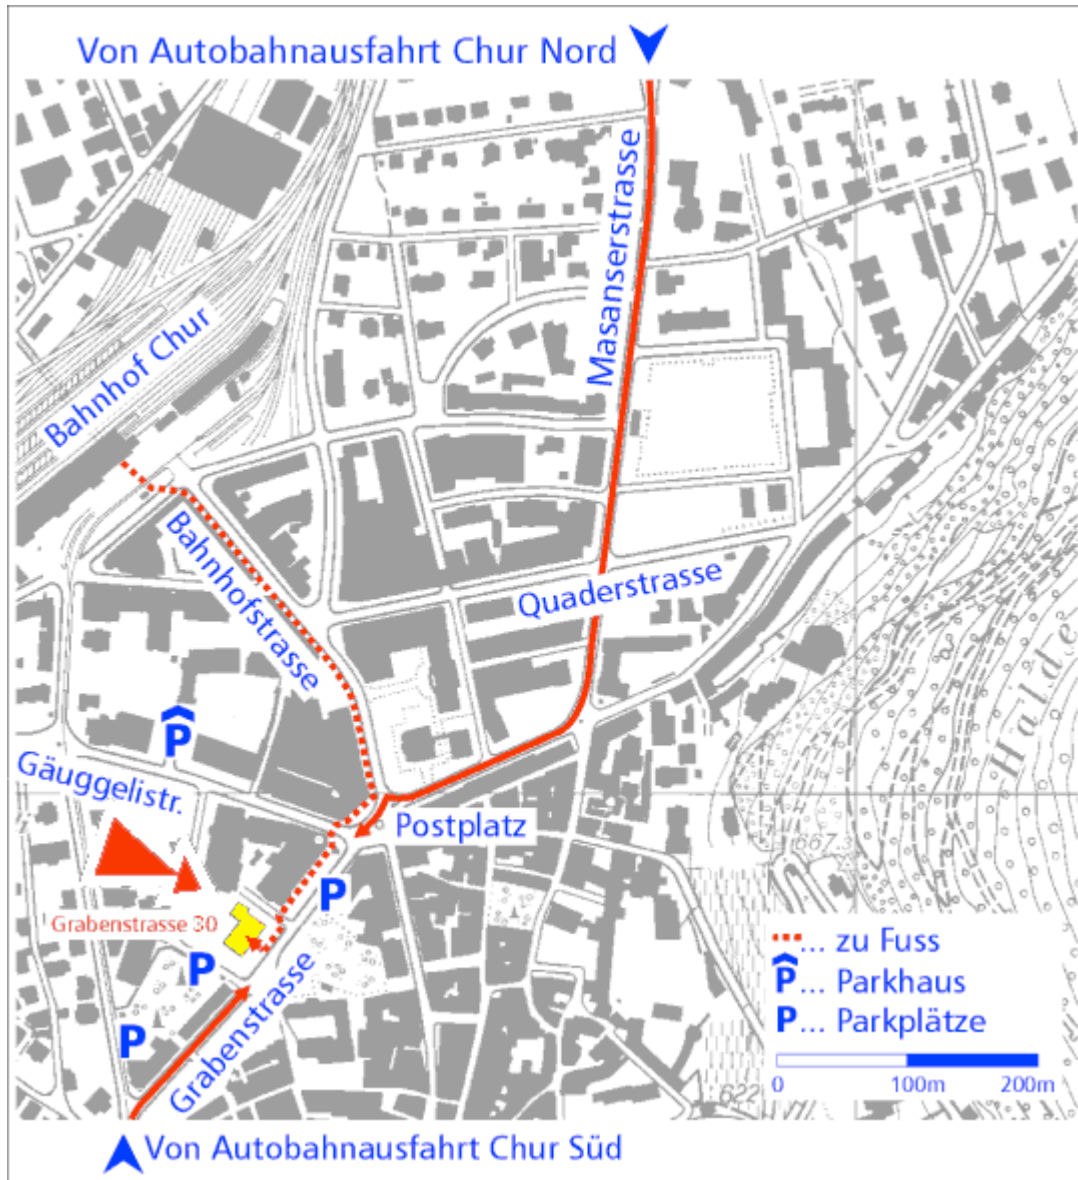 Von Autobahnausfahrt Chur Nord
Masanserstrasse
Bahnhof Chur
Bahnhofstrasse
Quaderstrasse
P
Gäuggelistr.
Postplatz
667.3
Halde
P
Grabenstrasse 30
P
Grabenstrasse
P
... zu Fuss
P... Parkhaus
P... Parkplätze
0 100m 200m
622
Von Autobahnausfahrt Chur Süd